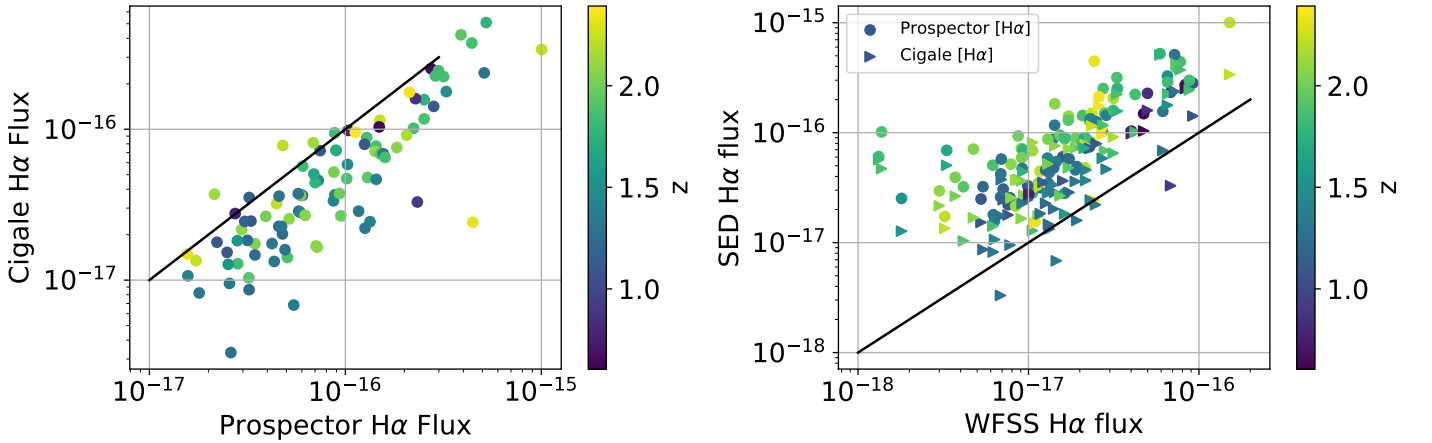 Cigale Hα Flux
10⁻¹⁶
10⁻¹⁷
10⁻¹⁷
10⁻¹⁶
10⁻¹⁵
Prospector Hα Flux
2.0
1.5
1.0
z
SED Hα flux
10⁻¹⁵
10⁻¹⁶
10⁻¹⁷
10⁻¹⁸
Prospector [Hα]
Cigale [Hα]
10⁻¹⁸
10⁻¹⁷
10⁻¹⁶
WFSS Hα flux
2.0
1.5
1.0
z